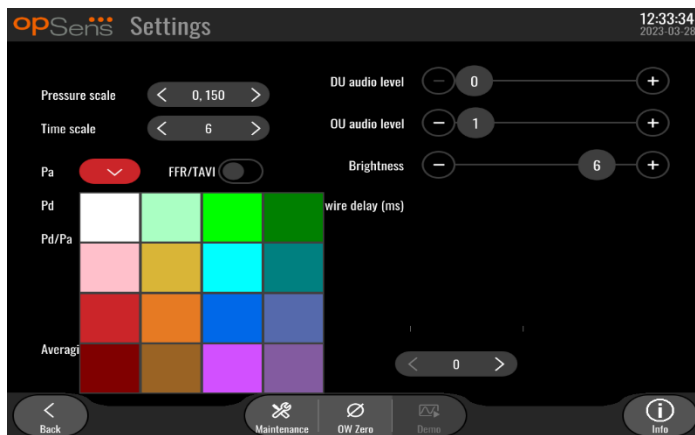 opSens Settings
12:33:34
2023-03-28
Pressure scale
0, 150
Time scale
6
Pa
FFR/TAVI
Pd
Pd/Pa
Averagi
DU audio level
0
OU audio level
1
Brightness
6
wire delay (ms)
0
Back
Maintenance
OW Zero
Demo
Info